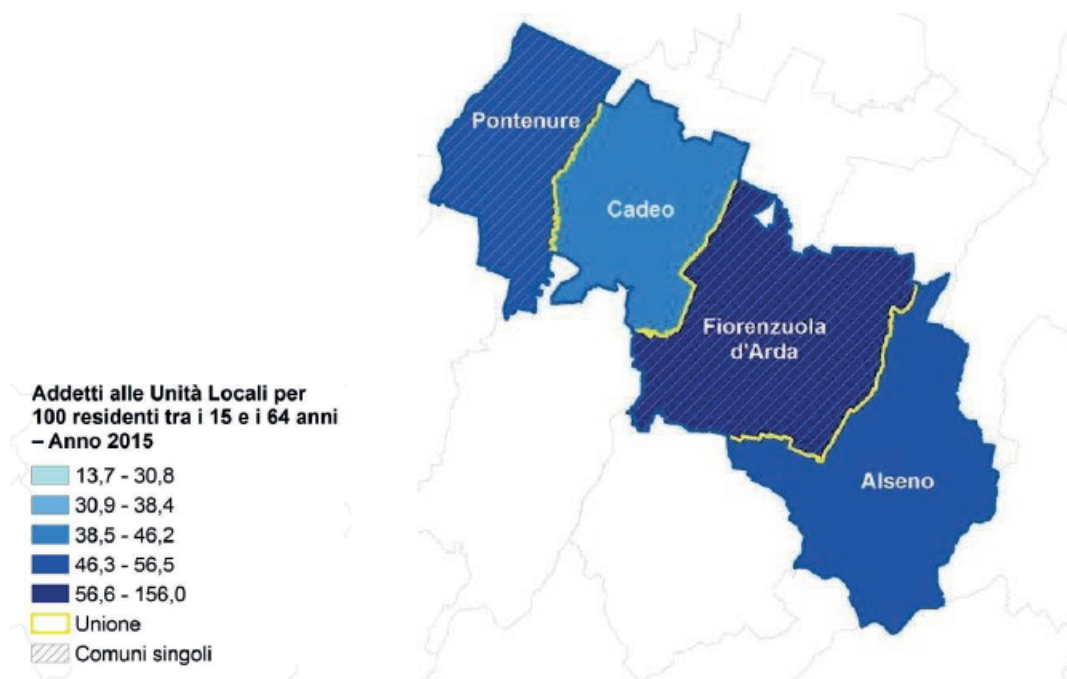 Pontenure
Cadeo
Fiorenzuola
d'Arda
Alseno
Addetti alle Unità Locali per
100 residenti tra i 15 e i 64 anni
– Anno 2015
13,7 - 30,8
30,9 - 38,4
38,5 - 46,2
46,3 - 56,5
56,6 - 156,0
Unione
Comuni singoli